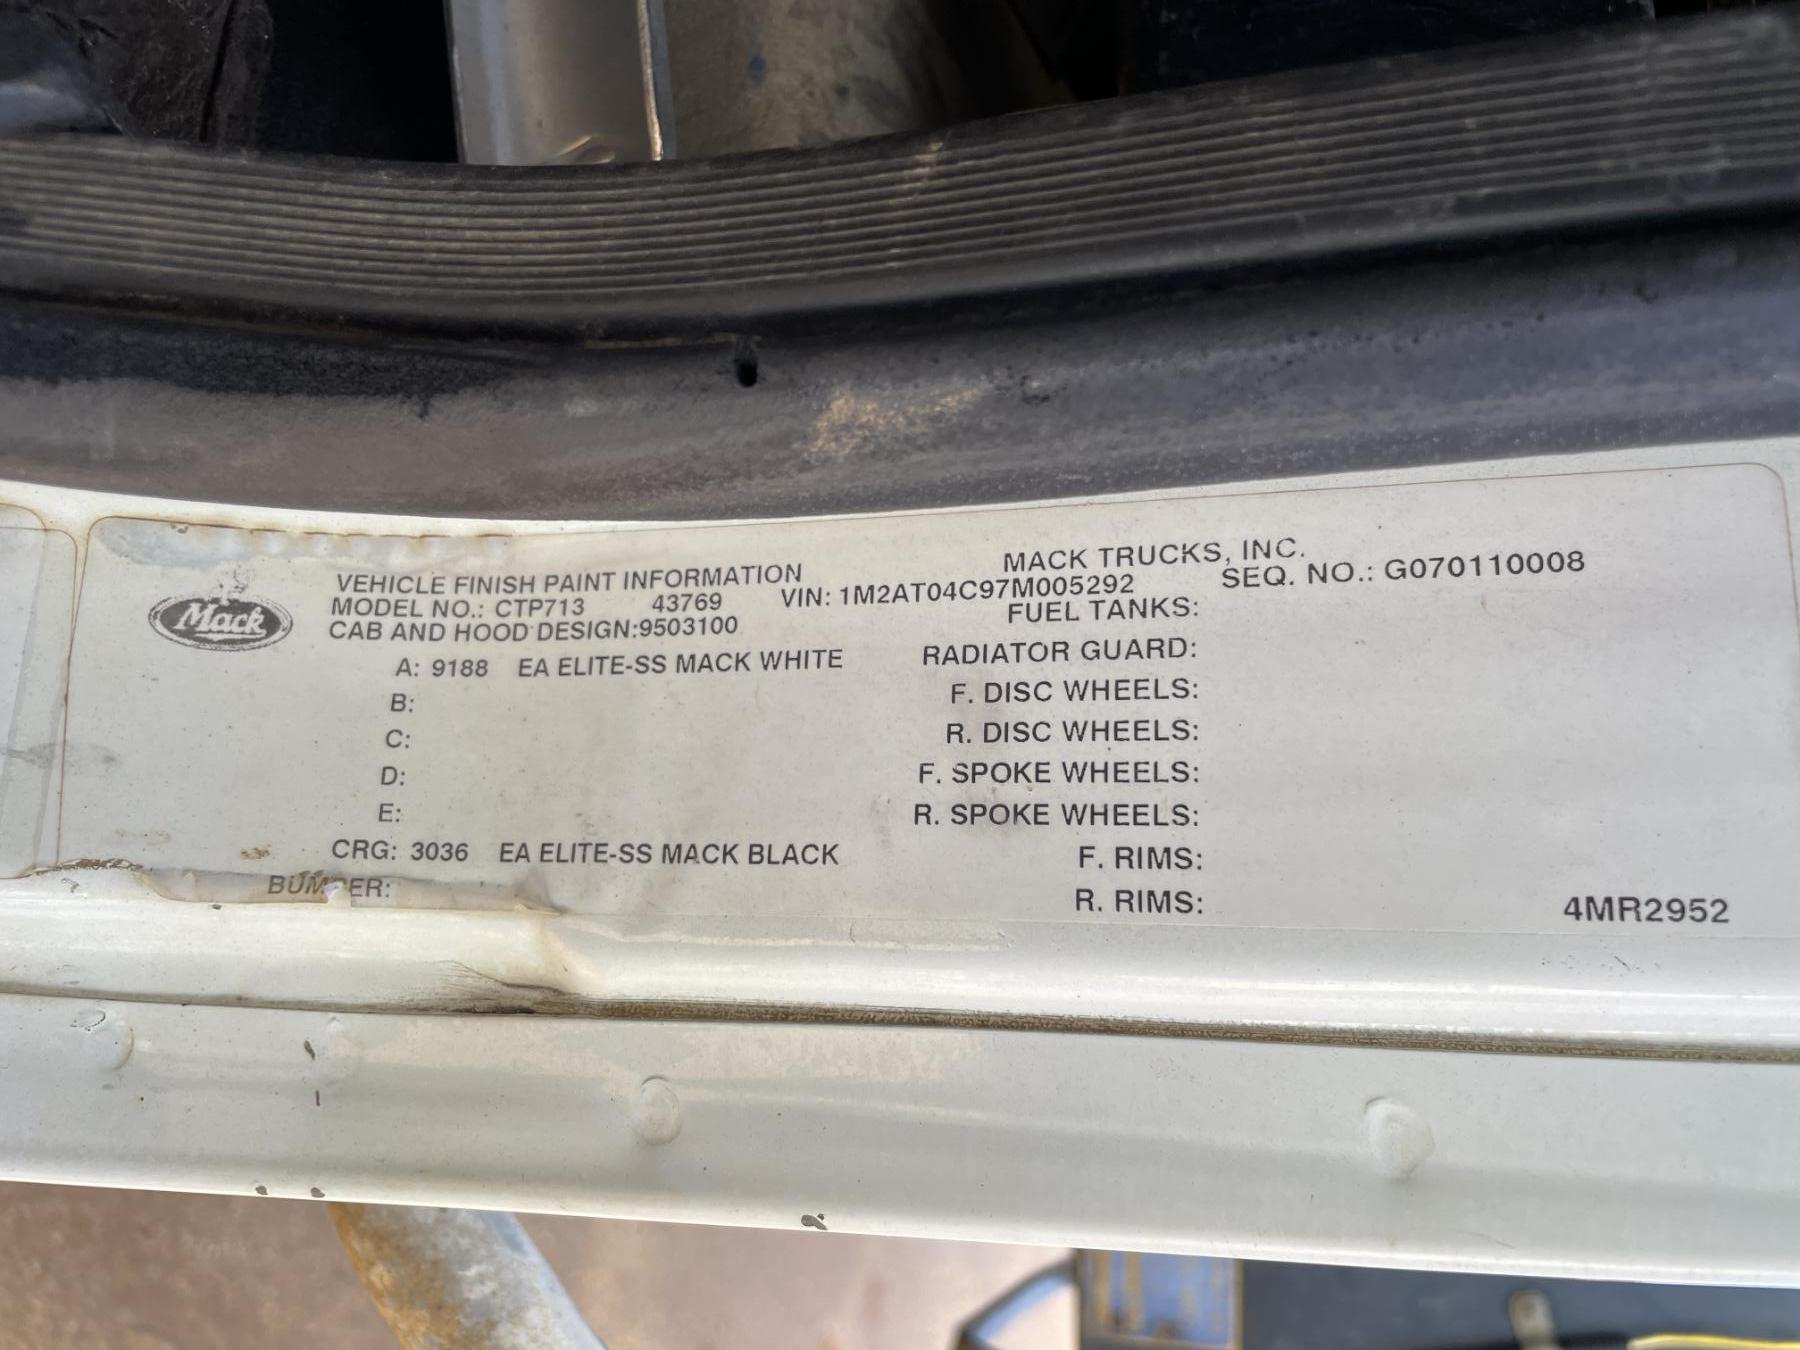 Mack
MACK TRUCKS, INC.
VEHICLE FINISH PAINT INFORMATION
MODEL NO.: CTP713 43769 VIN: 1M2AT04C97M005292 SEQ. NO.: G070110008
CAB AND HOOD DESIGN:9503100 FUEL TANKS:
A: 9188 EA ELITE-SS MACK WHITE RADIATOR GUARD:
B: F. DISC WHEELS:
C: R. DISC WHEELS:
D: F. SPOKE WHEELS:
E: R. SPOKE WHEELS:
CRG: 3036 EA ELITE-SS MACK BLACK F. RIMS:
BUMPER: R. RIMS: 4MR2952